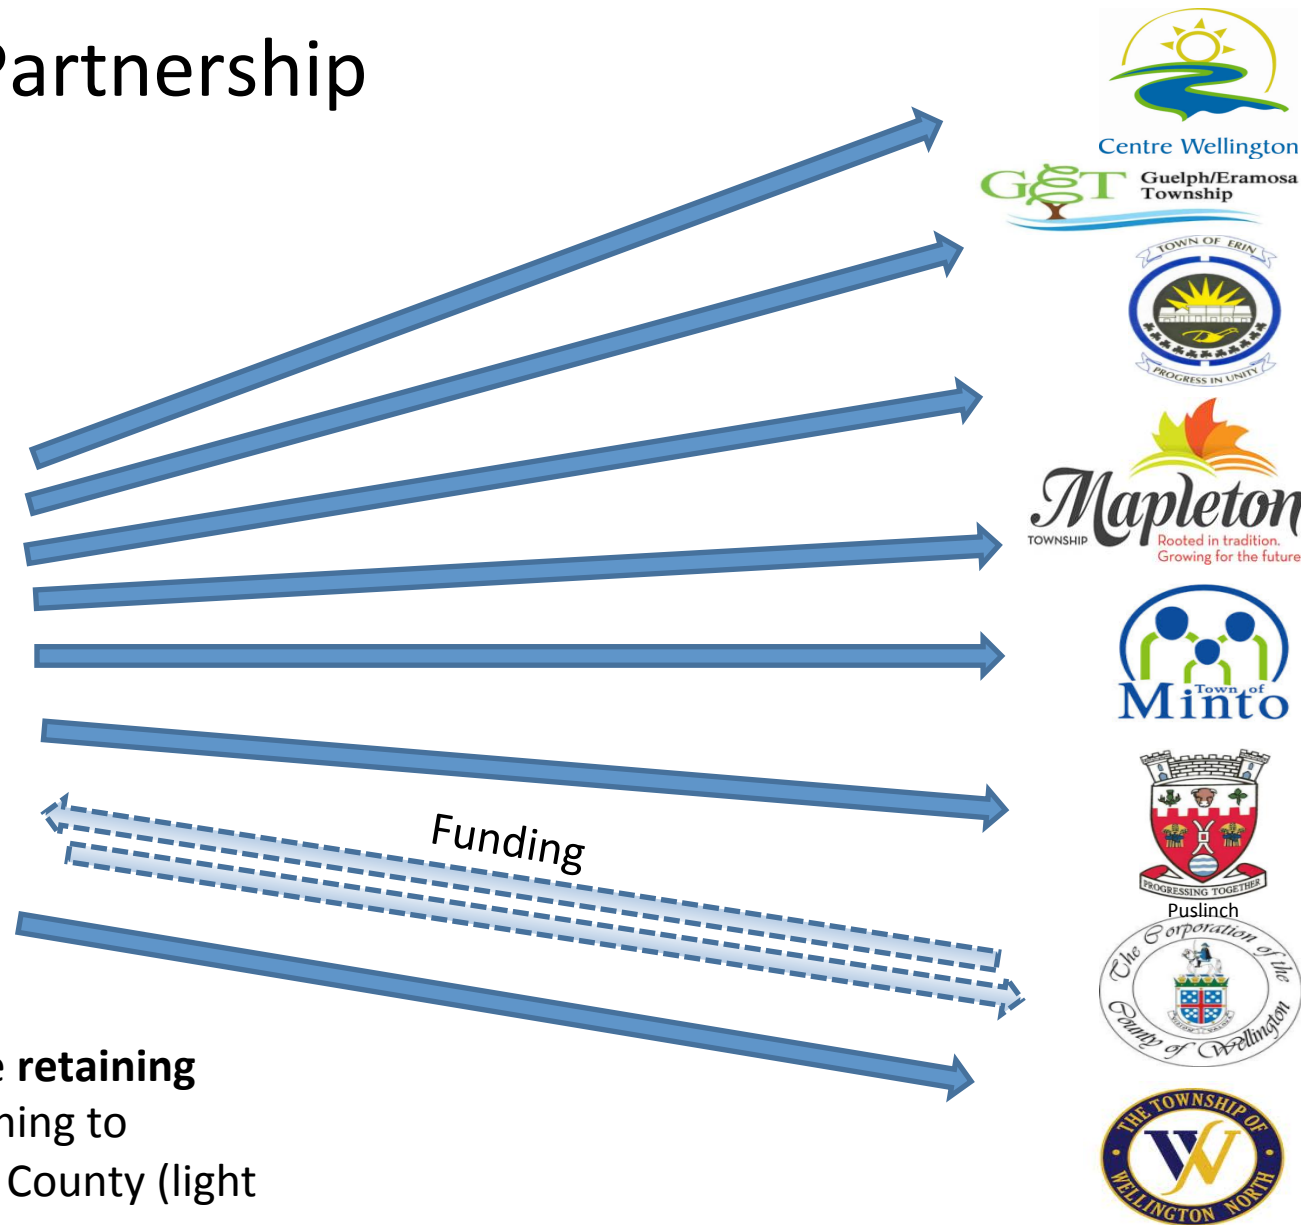 Partnership
Centre Wellington
GET Guelph/Eramosa
Township
TOWN OF ERIN
PROGRESS IN UNITY
Mapleton
TOWNSHIP
Rooted in tradition.
Growing for the future
Town of
Minto
Funding
PROGRESSING TOGETHER
Puslinch
The Corporation of the
County of Wellington
retaining
ning to
County (light
THE TOWNSHIP OF
WELLINGTON NORTH